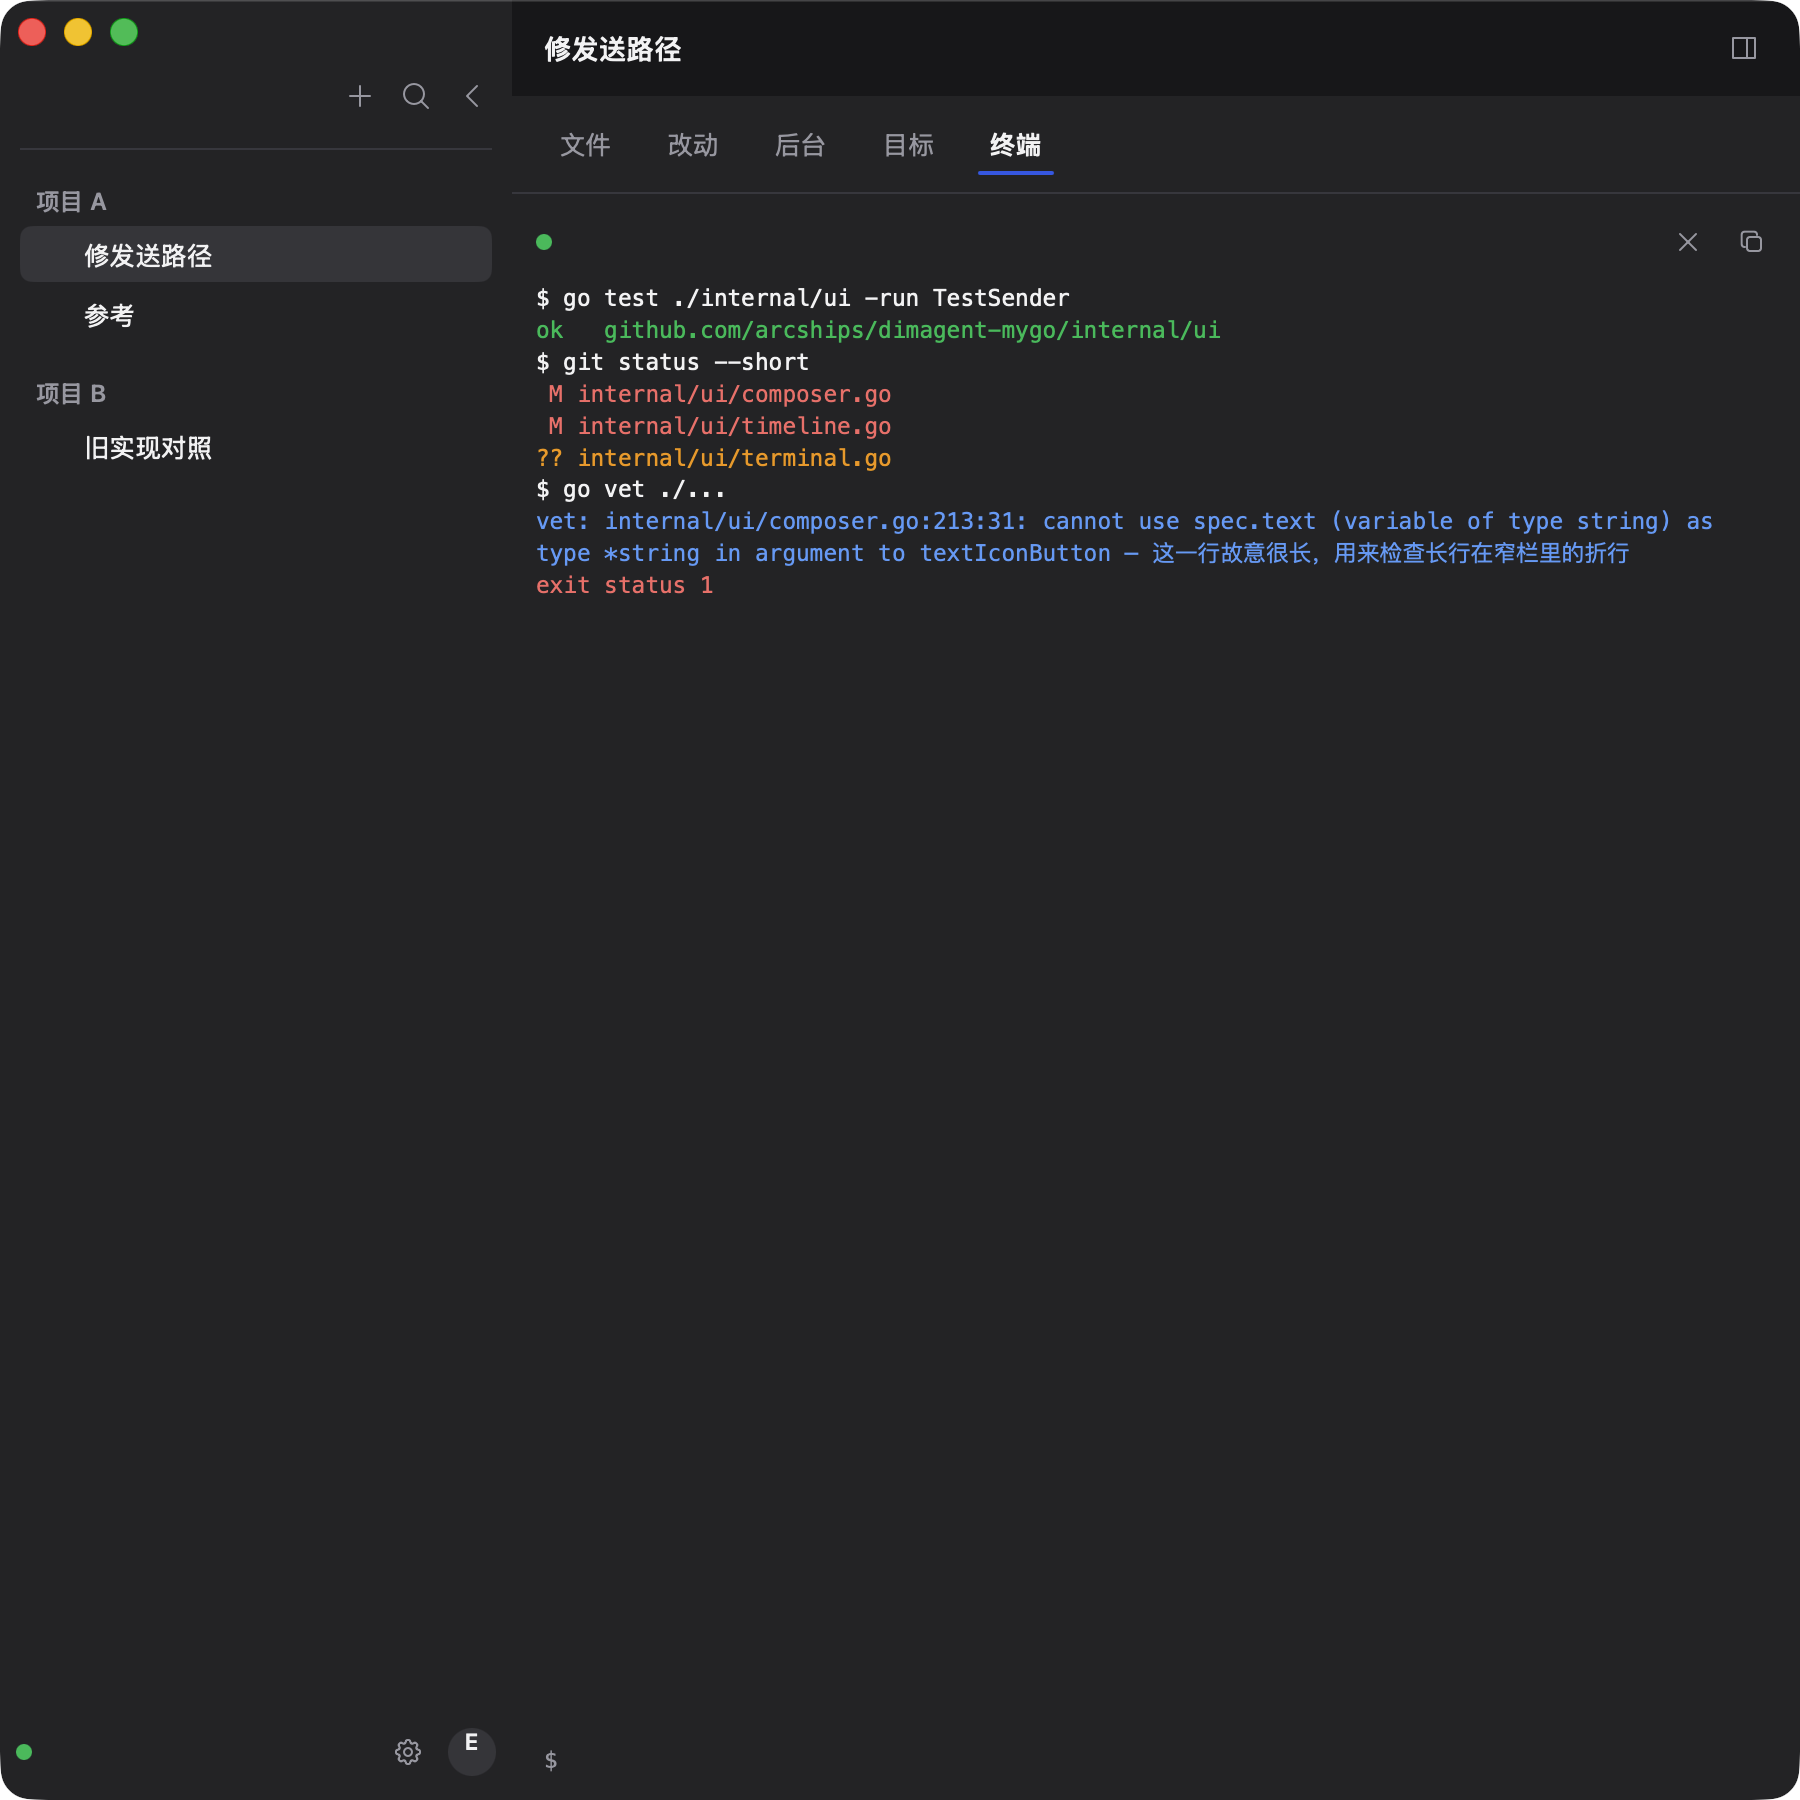 修发送路径
文件 改动 后台 目标 终端
项目 A
修发送路径
参考
项目 B
旧实现对照
$ go test ./internal/ui -run TestSender
ok   github.com/arcships/dimagent-mygo/internal/ui
$ git status --short
 M internal/ui/composer.go
 M internal/ui/timeline.go
?? internal/ui/terminal.go
$ go vet ./...
vet: internal/ui/composer.go:213:31: cannot use spec.text (variable of type string) as
type *string in argument to textIconButton — 这一行故意很长，用来检查长行在窄栏里的折行
exit status 1
E
$